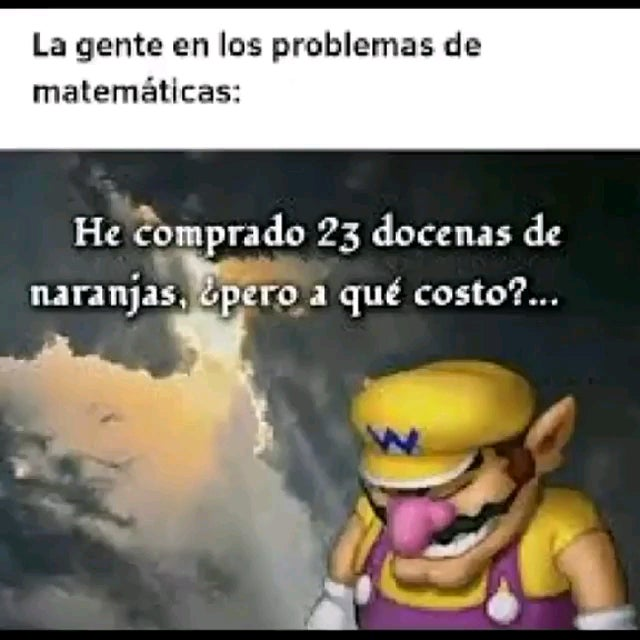 La gente en los problemas de
matemáticas:
He comprado 23 docenas de
naranjas, ¿pero a qué costo?...
W